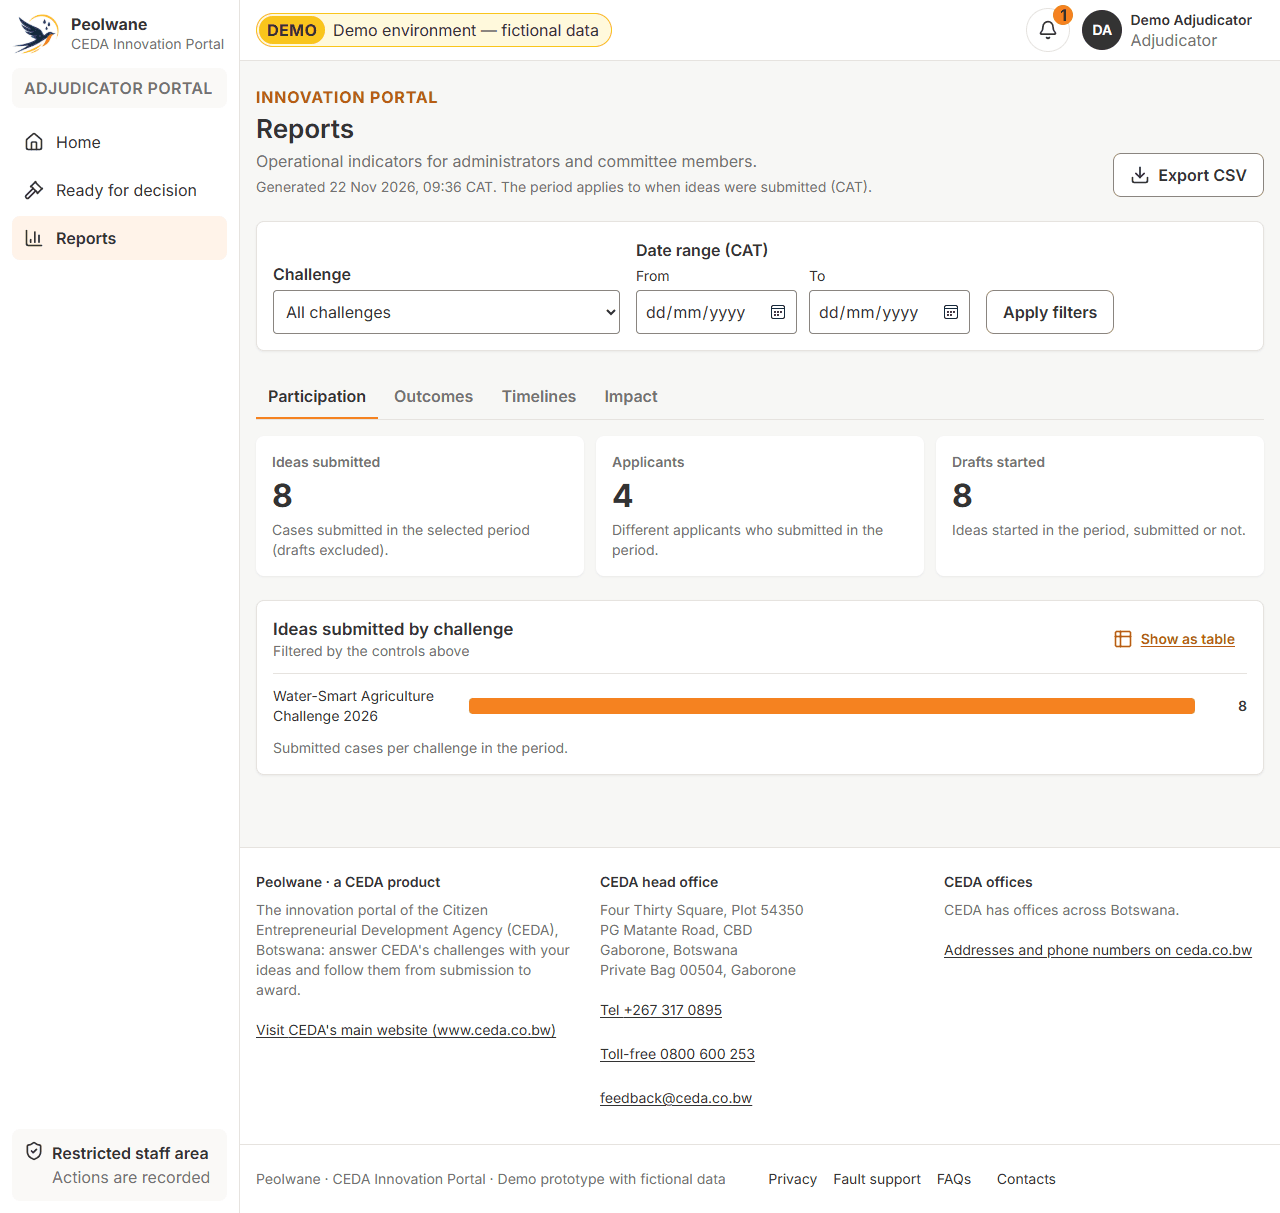 Peolwane
CEDA Innovation Portal
ADJUDICATOR PORTAL
Home
Ready for decision
Reports
Restricted staff area
Actions are recorded
DEMO Demo environment — fictional data
1
DA
Demo Adjudicator
Adjudicator
INNOVATION PORTAL
Reports
Operational indicators for administrators and committee members.
Generated 22 Nov 2026, 09:36 CAT. The period applies to when ideas were submitted (CAT).
Export CSV
Challenge
All challenges
Date range (CAT)
From
dd/mm/yyyy
To
dd/mm/yyyy
Apply filters
Participation
Outcomes
Timelines
Impact
Ideas submitted
8
Cases submitted in the selected period
(drafts excluded).
Applicants
4
Different applicants who submitted in the
period.
Drafts started
8
Ideas started in the period, submitted or not.
Ideas submitted by challenge
Filtered by the controls above
Show as table
Water-Smart Agriculture
Challenge 2026
8
Submitted cases per challenge in the period.
Peolwane · a CEDA product
The innovation portal of the Citizen
Entrepreneurial Development Agency (CEDA),
Botswana: answer CEDA's challenges with your
ideas and follow them from submission to
award.
Visit CEDA's main website (www.ceda.co.bw)
CEDA head office
Four Thirty Square, Plot 54350
PG Matante Road, CBD
Gaborone, Botswana
Private Bag 00504, Gaborone
Tel +267 317 0895
Toll-free 0800 600 253
feedback@ceda.co.bw
CEDA offices
CEDA has offices across Botswana.
Addresses and phone numbers on ceda.co.bw
Peolwane · CEDA Innovation Portal · Demo prototype with fictional data
Privacy
Fault support
FAQs
Contacts